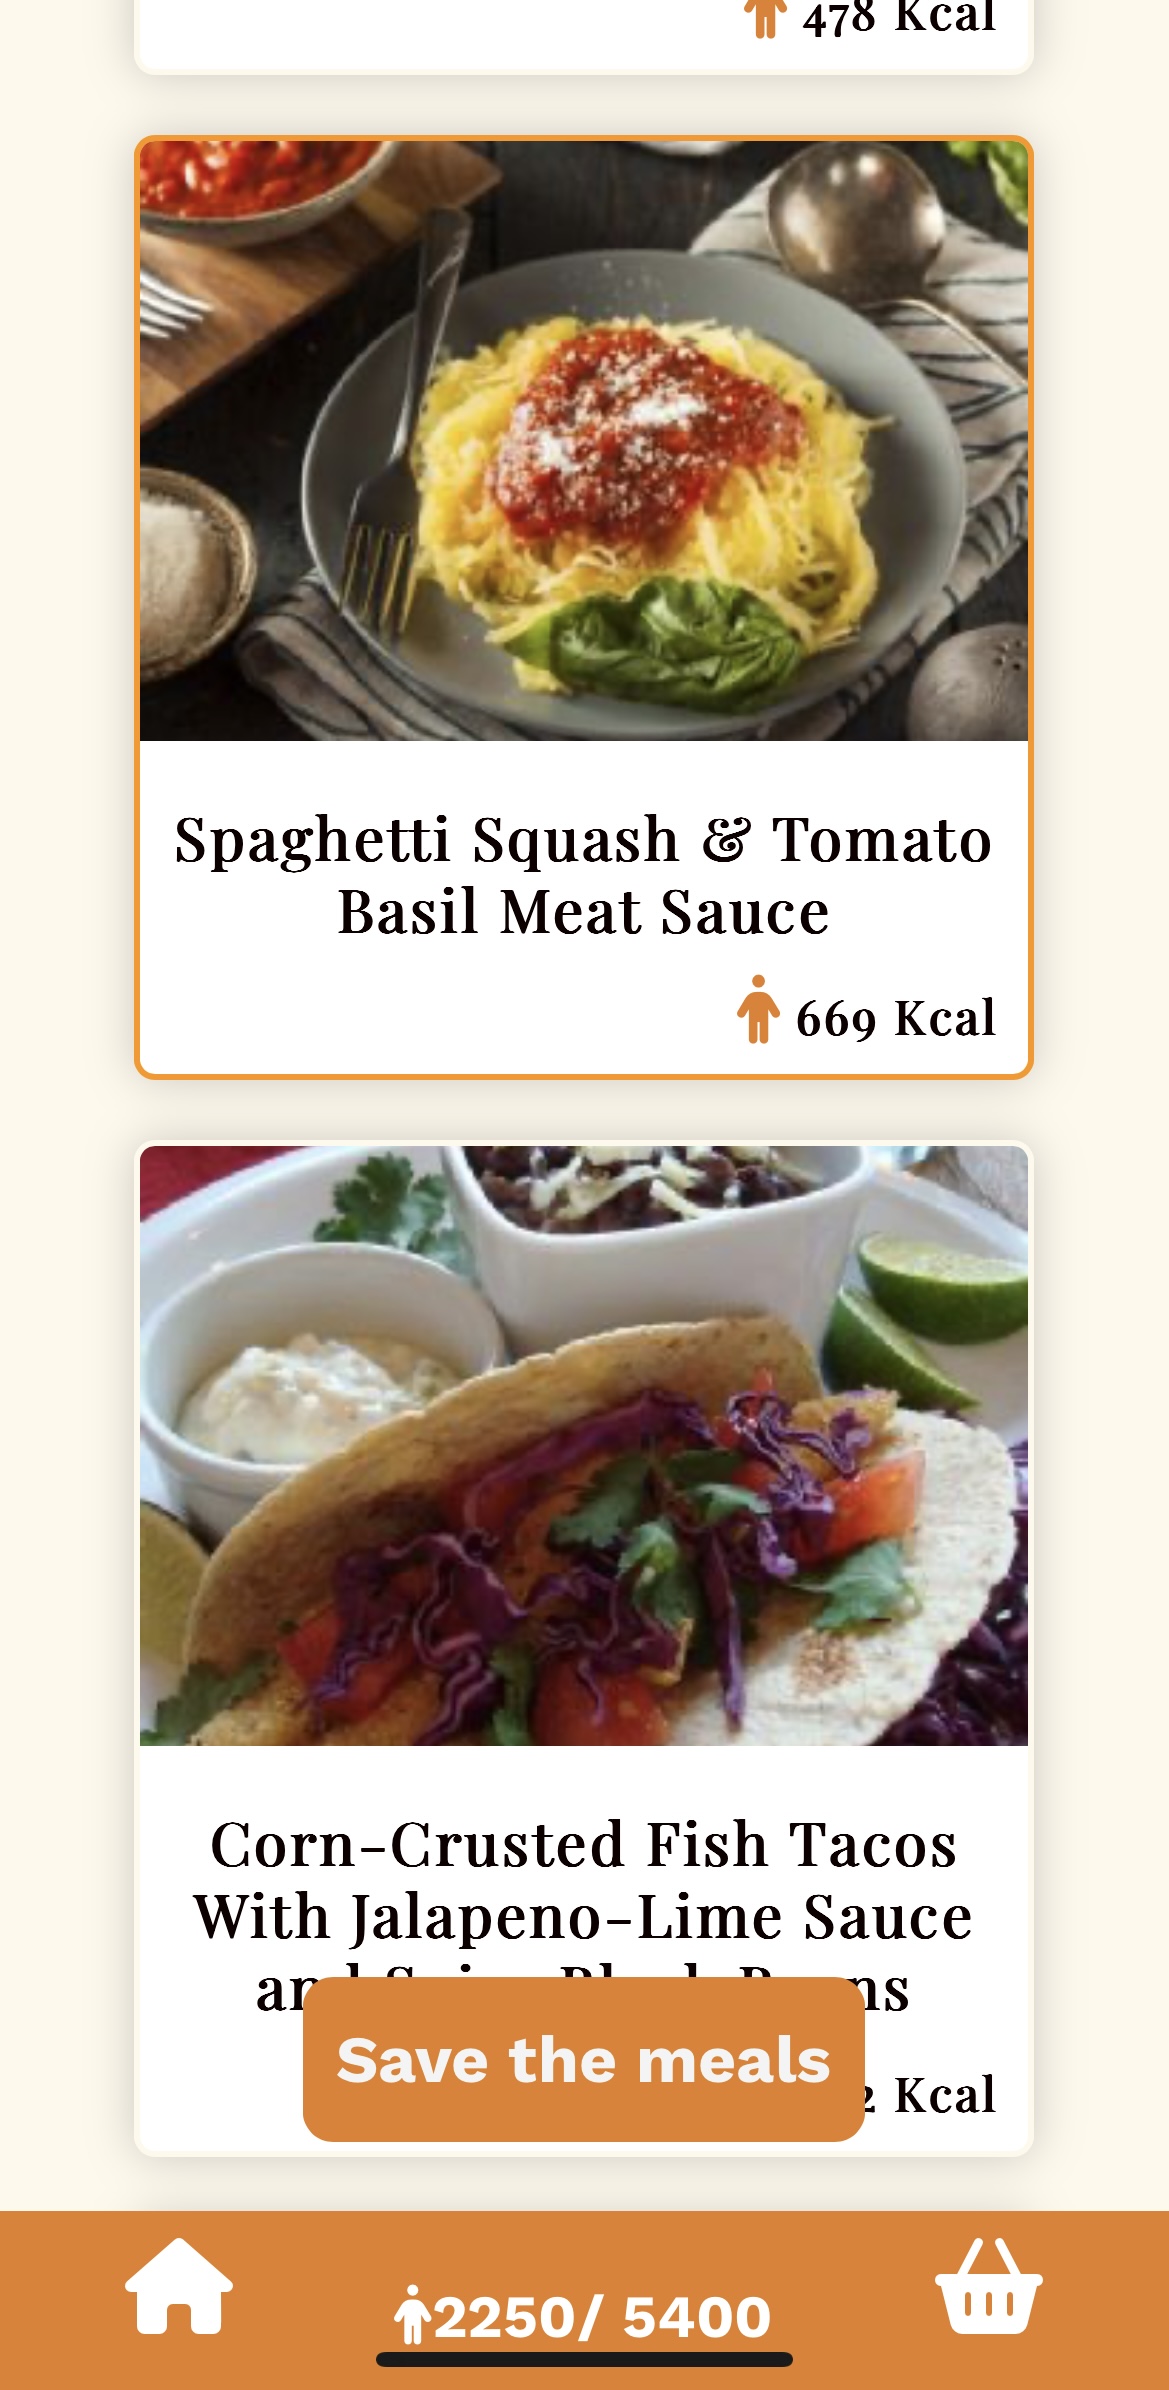 478 Kcal
Spaghetti Squash & Tomato
Basil Meat Sauce
669 Kcal
Corn-Crusted Fish Tacos
With Jalapeno-Lime Sauce
Kcal
Save the meals
2250/ 5400